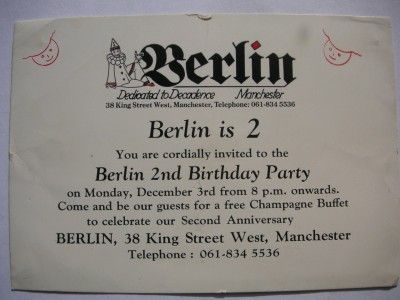 Berlin
Dedicated to Decadence Manchester
38 King Street West, Manchester, Telephone: 061-834 5536
Berlin is 2
You are cordially invited to the
Berlin 2nd Birthday Party
on Monday, December 3rd from 8 p.m. onwards.
Come and be our guests for a free Champagne Buffet
to celebrate our Second Anniversary
BERLIN, 38 King Street West, Manchester
Telephone : 061-834 5536